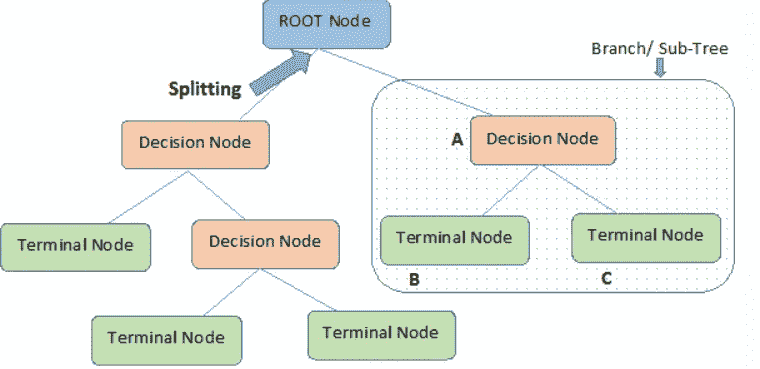 ROOT Node
Branch/ Sub-Tree
Splitting
Decision Node
A
Decision Node
Terminal Node
Decision Node
Terminal Node
Terminal Node
B
C
Terminal Node
Terminal Node